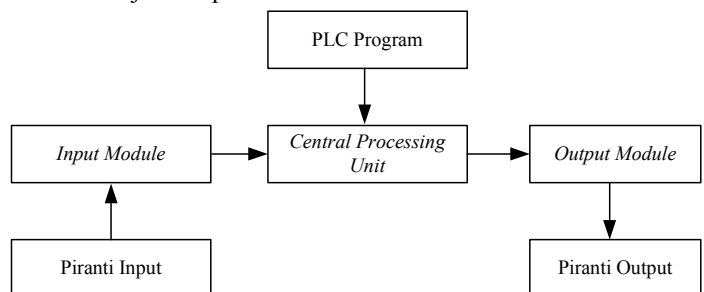 PLC Program
Input Module
Central Processing
Unit
Output Module
Piranti Input
Piranti Output